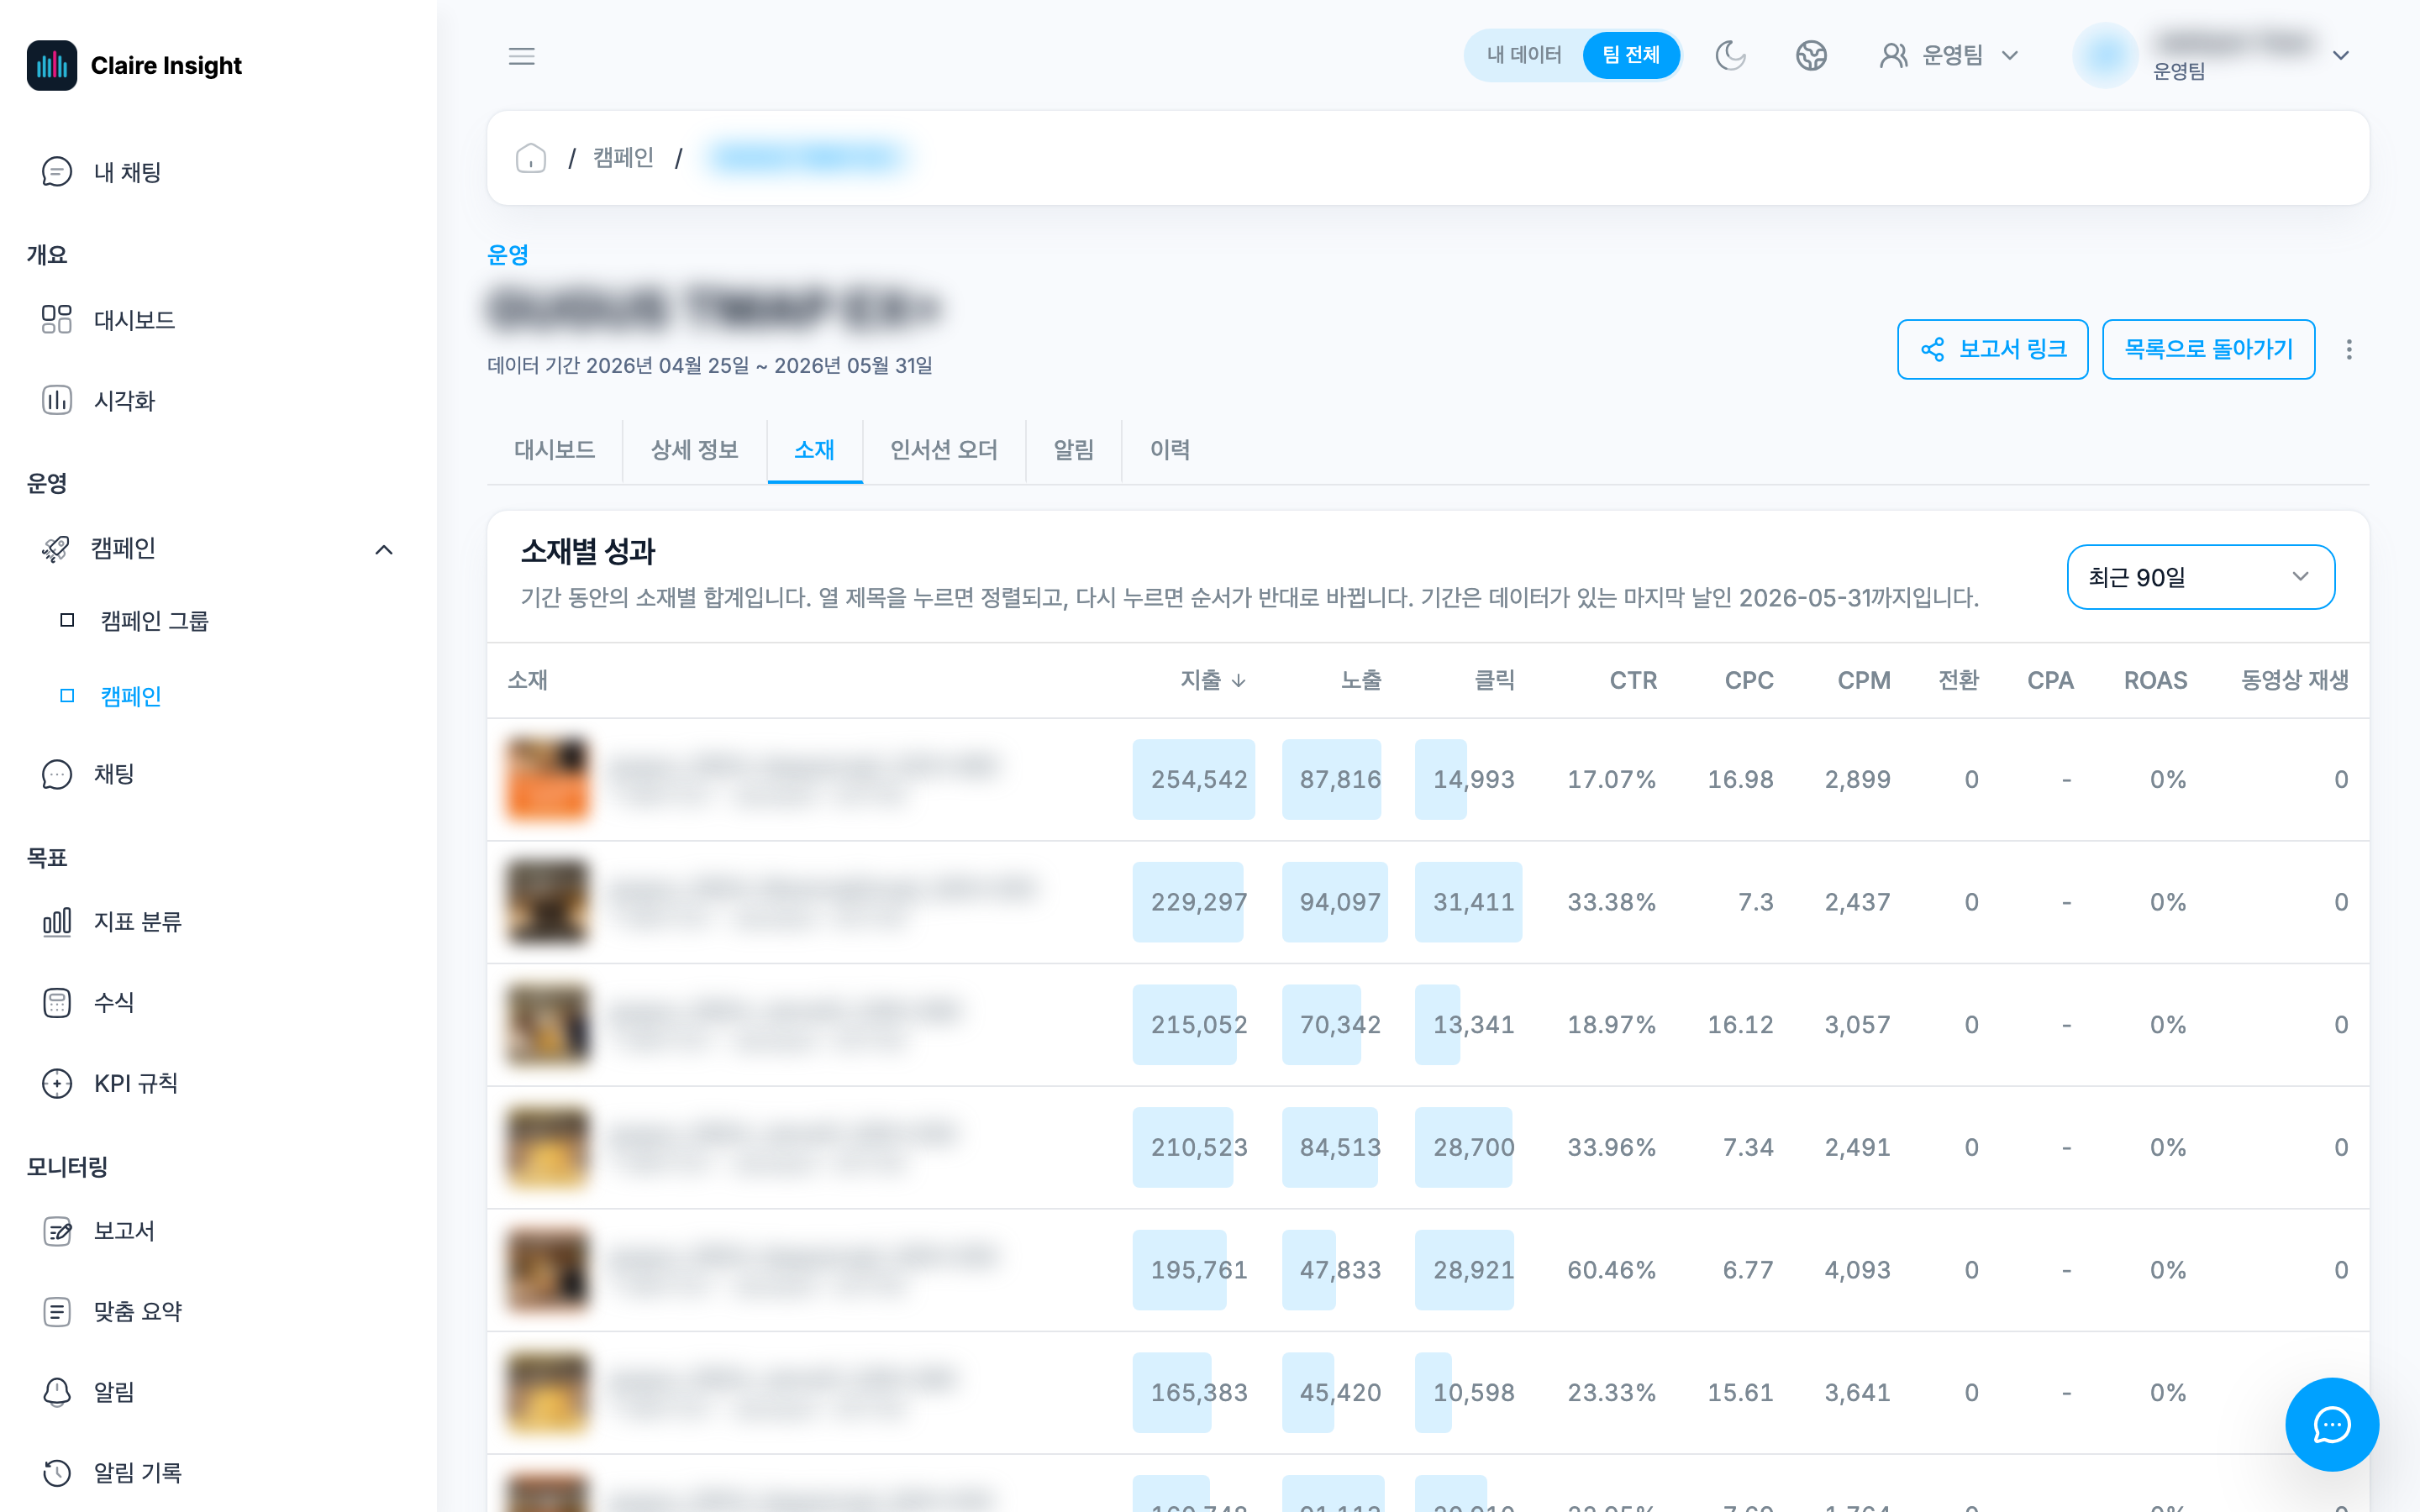 Claire Insight
내 채팅
개요
대시보드
시각화
운영
캠페인
캠페인 그룹
캠페인
채팅
목표
지표 분류
수식
KPI 규칙
모니터링
보고서
맞춤 요약
알림
알림 기록
내 데이터 팀 전체 운영팀
운영팀
/ 캠페인 /
운영
데이터 기간 2026년 04월 25일 ~ 2026년 05월 31일
보고서 링크 목록으로 돌아가기
대시보드 상세 정보 소재 인서션 오더 알림 이력
소재별 성과
기간 동안의 소재별 합계입니다. 열 제목을 누르면 정렬되고, 다시 누르면 순서가 반대로 바뀝니다. 기간은 데이터가 있는 마지막 날인 2026-05-31까지입니다.
최근 90일
소재 지출 ↓ 노출 클릭 CTR CPC CPM 전환 CPA ROAS 동영상 재생
254,542 87,816 14,993 17.07% 16.98 2,899 0 - 0% 0
229,297 94,097 31,411 33.38% 7.3 2,437 0 - 0% 0
215,052 70,342 13,341 18.97% 16.12 3,057 0 - 0% 0
210,523 84,513 28,700 33.96% 7.34 2,491 0 - 0% 0
195,761 47,833 28,921 60.46% 6.77 4,093 0 - 0% 0
165,383 45,420 10,598 23.33% 15.61 3,641 0 - 0%